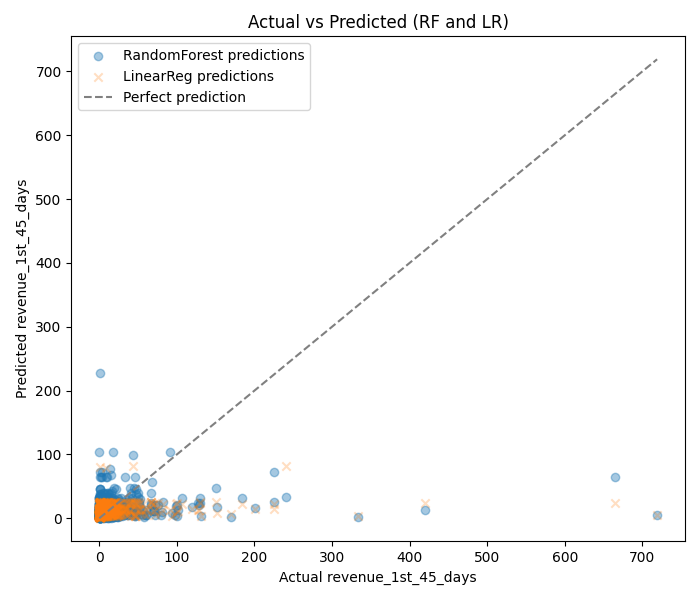 Actual vs Predicted (RF and LR)
RandomForest predictions
LinearReg predictions
Perfect prediction
Predicted revenue_1st_45_days
700
600
500
400
300
200
100
0
0 100 200 300 400 500 600 700
Actual revenue_1st_45_days